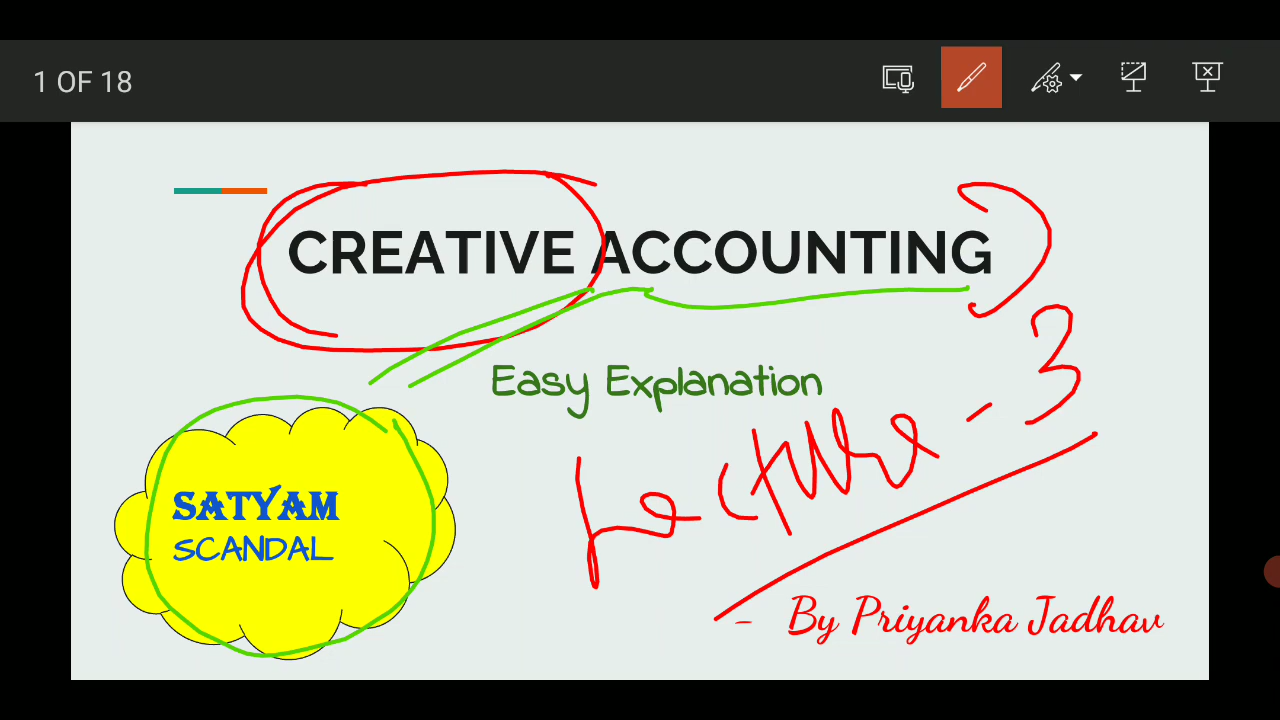 1 OF 18
CREATIVE ACCOUNTING
Easy Explanation
Lecture - 3
SATYAM
SCANDAL
- By Priyanka Jadhav